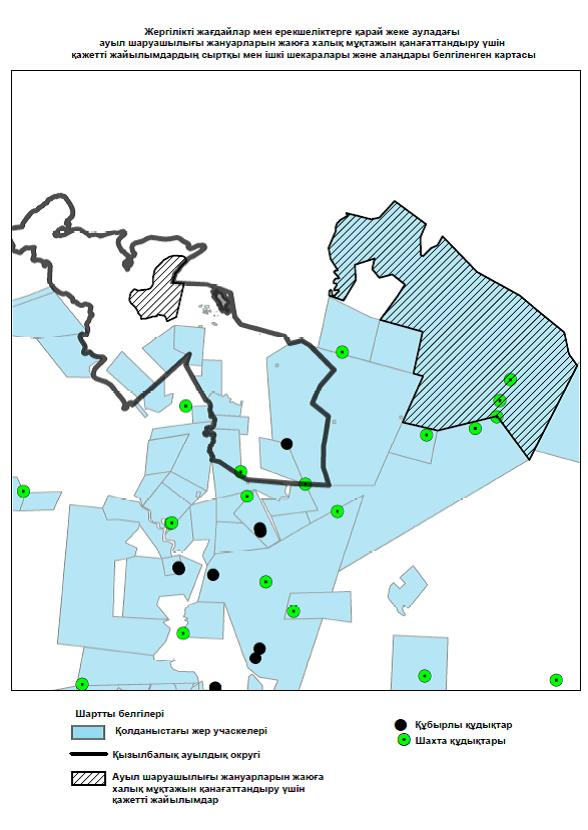 Жергілікті жағдайлар мен ерекшеліктерге қарай жеке ауладағы
ауыл шаруашылығы жануарларын жаюға халық мұқтажын қанағаттандыру үшін
қажетті жайылымдардың сыртқы мен ішкі шекаралары және алаңдары белгіленген картасы
Шартты белгілері
Қолданыстағы жер учаскелері
Қызылбалық ауылдық округі
Ауыл шаруашылығы жануарларын жаюға
халық мұқтажын қанағаттандыру үшін
қажетті жайылымдар
Құбырлы құдықтар
Шахта құдықтары